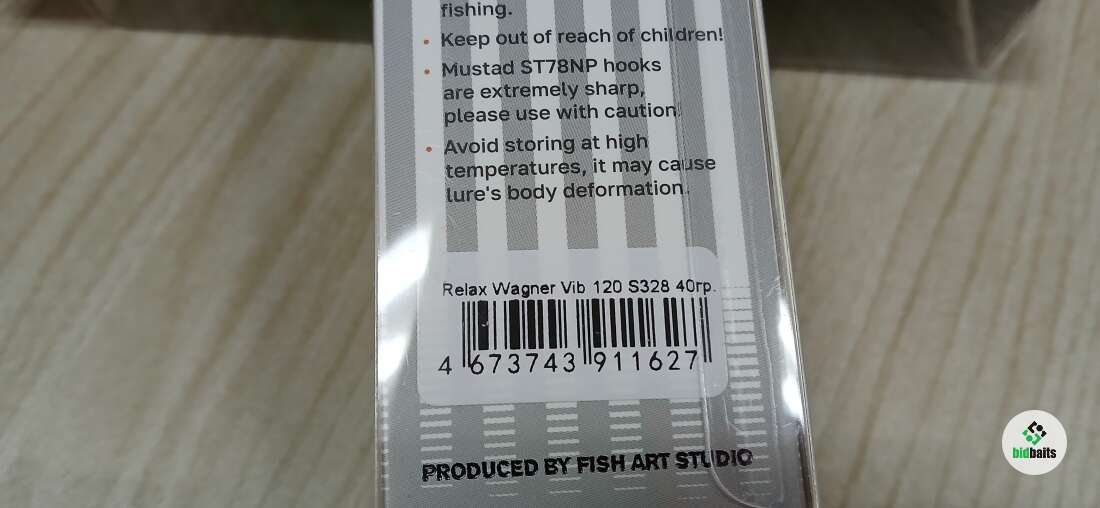 fishing.
• Keep out of reach of children!
• Mustad ST78NP hooks
are extremely sharp,
please use with caution!
• Avoid storing at high
temperatures, it may cause
lure's body deformation.
Relax Wagner Vib 120 S328 40гр.
4 673743 911627
PRODUCED BY FISH ART STUDIO
bidbaits